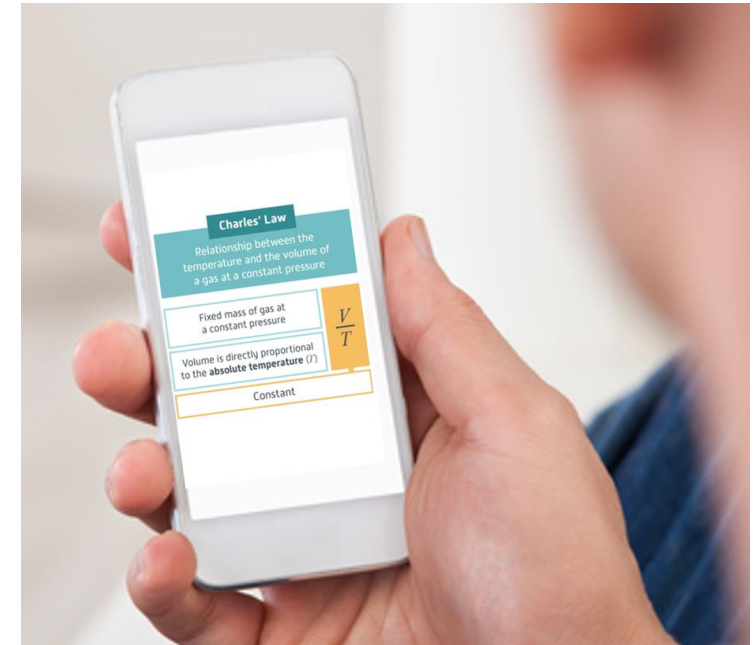 Charles' Law
Relationship between the
temperature and the volume of
a gas at a constant pressure
Fixed mass of gas at
a constant pressure
Volume is directly proportional
to the absolute temperature (T)
V
T
Constant